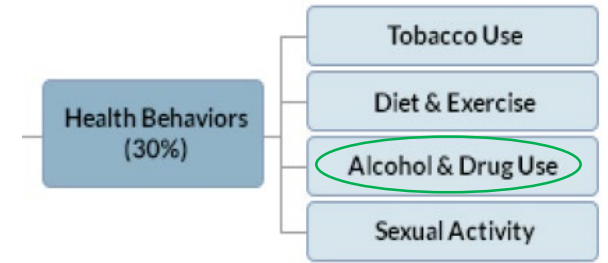 Health Behaviors
(30%)
Tobacco Use
Diet & Exercise
Alcohol & Drug Use
Sexual Activity